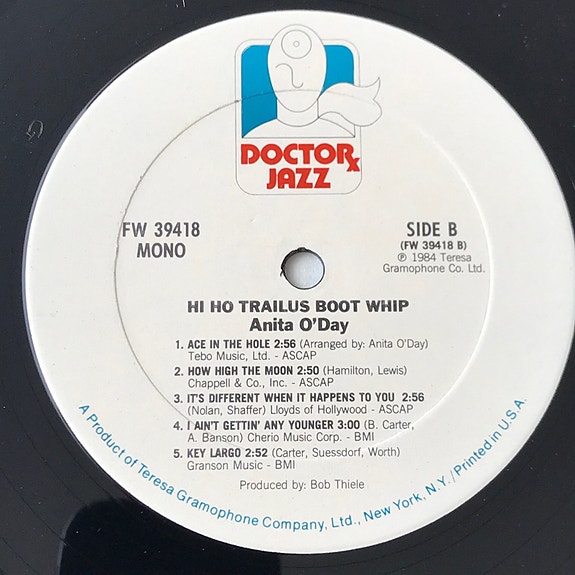 DOCTOR Rx
JAZZ
FW 39418
MONO
SIDE B
(FW 39418 B)
℗ 1984 Teresa
Gramophone Co. Ltd.
HI HO TRAILUS BOOT WHIP
Anita O'Day
1. ACE IN THE HOLE 2:56 (Arranged by: Anita O'Day)
Tebo Music, Ltd. - ASCAP
2. HOW HIGH THE MOON 2:50 (Hamilton, Lewis)
Chappell & Co., Inc. - ASCAP
3. IT'S DIFFERENT WHEN IT HAPPENS TO YOU 2:56
(Nolan, Shaffer) Lloyds of Hollywood - ASCAP
4. I AIN'T GETTIN' ANY YOUNGER 3:00 (B. Carter,
A. Banson) Cherio Music Corp. - BMI
5. KEY LARGO 2:52 (Carter, Suessdorf, Worth)
Granson Music - BMI
Produced by: Bob Thiele
A Product of Teresa Gramophone Company, Ltd., New York, N.Y./Printed in U.S.A.